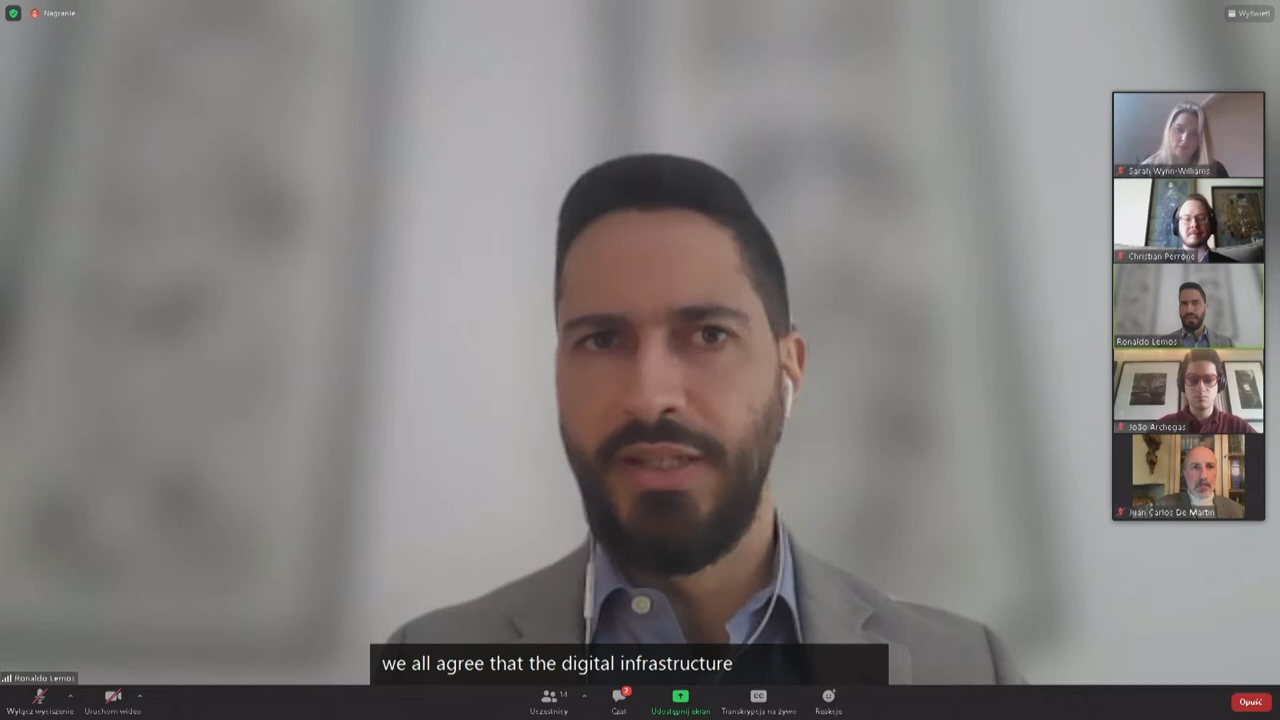 Nagranie
Wyświetl
Sarah Wynn-Williams
Christian Perrone
Ronaldo Lemos
João Archegas
Juan Carlos De Martin
we all agree that the digital infrastructure
Ronaldo Lemos
Wyłącz wyciszenie
Uruchom wideo
14
Uczestnicy
2
Czat
Udostępnij ekran
CC
Transkrypcja na żywo
Reakcje
Opuść